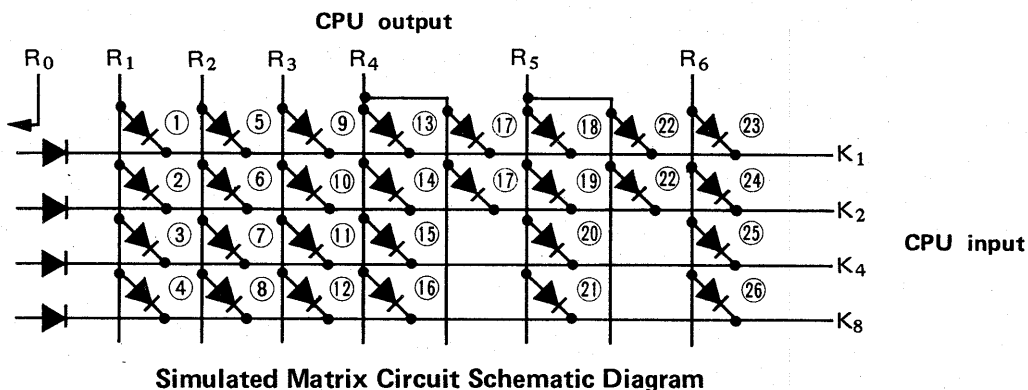 CPU output
R0 R1 R2 R3 R4 R5 R6
① ⑤ ⑨ ⑬ ⑰ ⑱ ㉒ ㉓
K1
② ⑥ ⑩ ⑭ ⑰ ⑲ ㉒ ㉔
K2
③ ⑦ ⑪ ⑮ ⑳ ㉕
CPU input
K4
④ ⑧ ⑫ ⑯ ㉑ ㉖
K8
Simulated Matrix Circuit Schematic Diagram